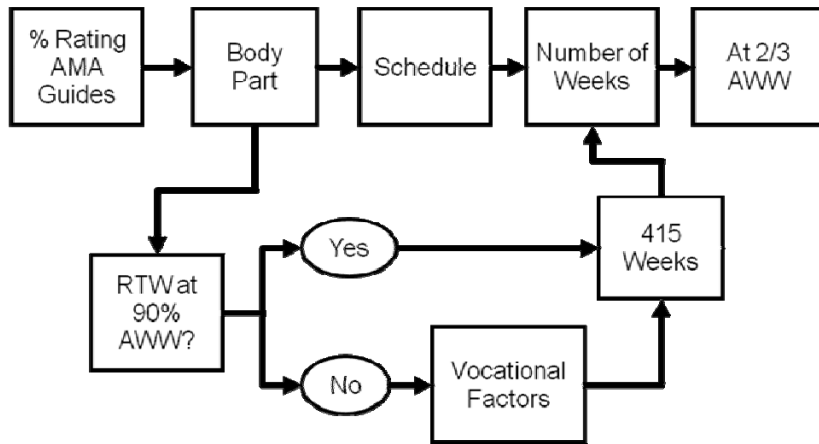 % Rating
AMA
Guides
Body
Part
Schedule
Number of
Weeks
At 2/3
AWW
RTW at
90%
AWW?
Yes
No
Vocational
Factors
415
Weeks